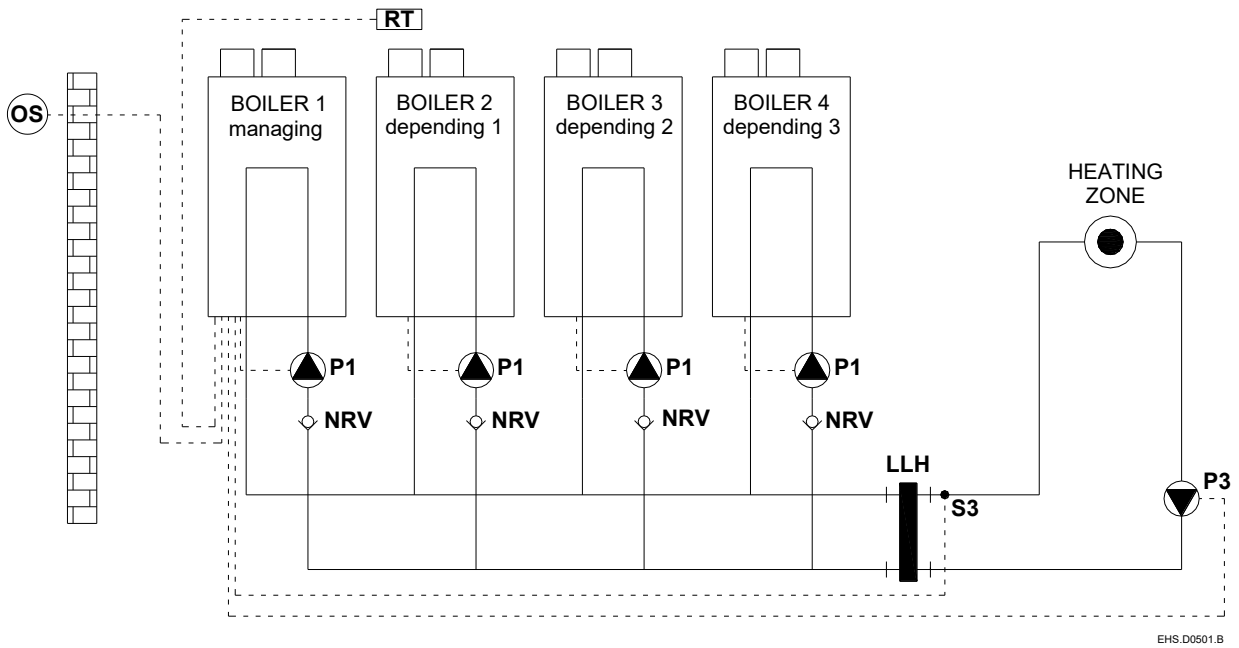 RT
OS
BOILER 1
managing
BOILER 2
depending 1
BOILER 3
depending 2
BOILER 4
depending 3
HEATING
ZONE
P1
P1
P1
P1
NRV
NRV
NRV
NRV
LLH
S3
P3
EHS.D0501.B